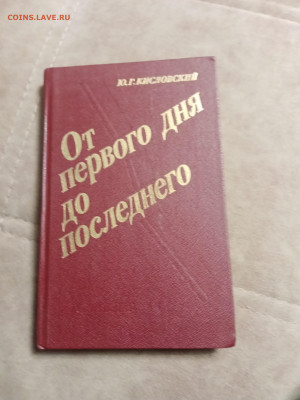 COINS.LAVE.RU
Ю.Г.КИСЛОВСКИЙ
От
первого дня
до
последнего